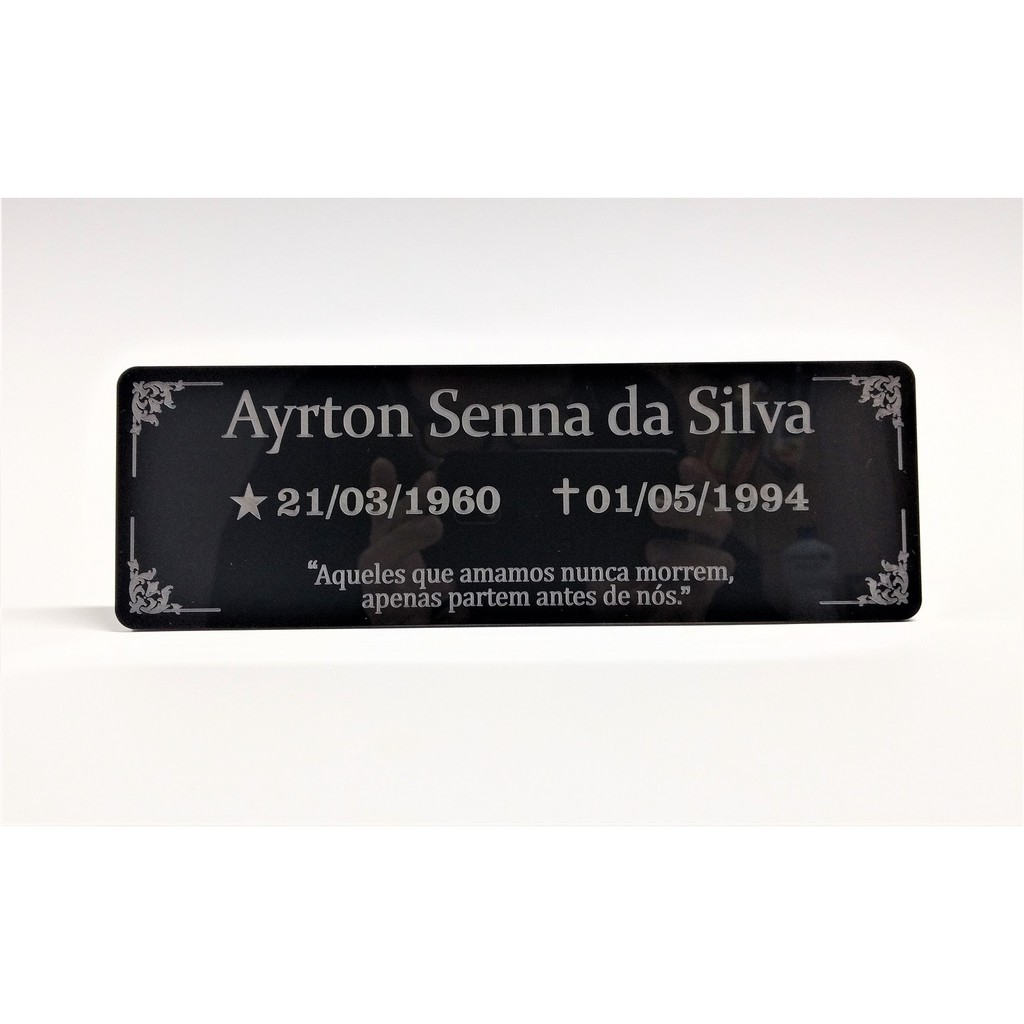 Ayrton Senna da Silva
★21/03/1960 ✝01/05/1994
“Aqueles que amamos nunca morrem,
apenas partem antes de nós.”